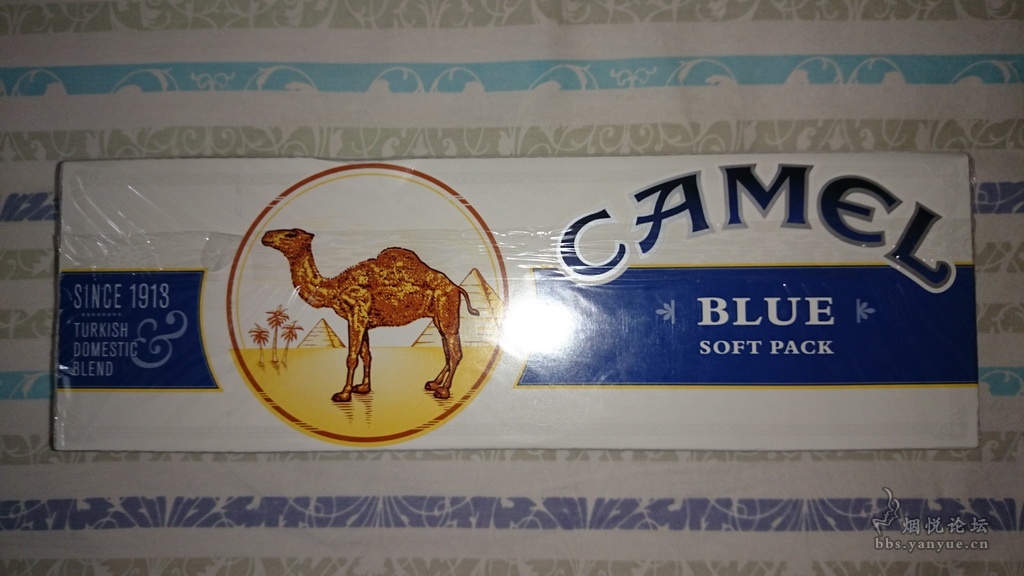 CAMEL
BLUE
SOFT PACK
SINCE 1913
TURKISH
DOMESTIC &
BLEND
烟悦论坛
bbs.yanyue.cn